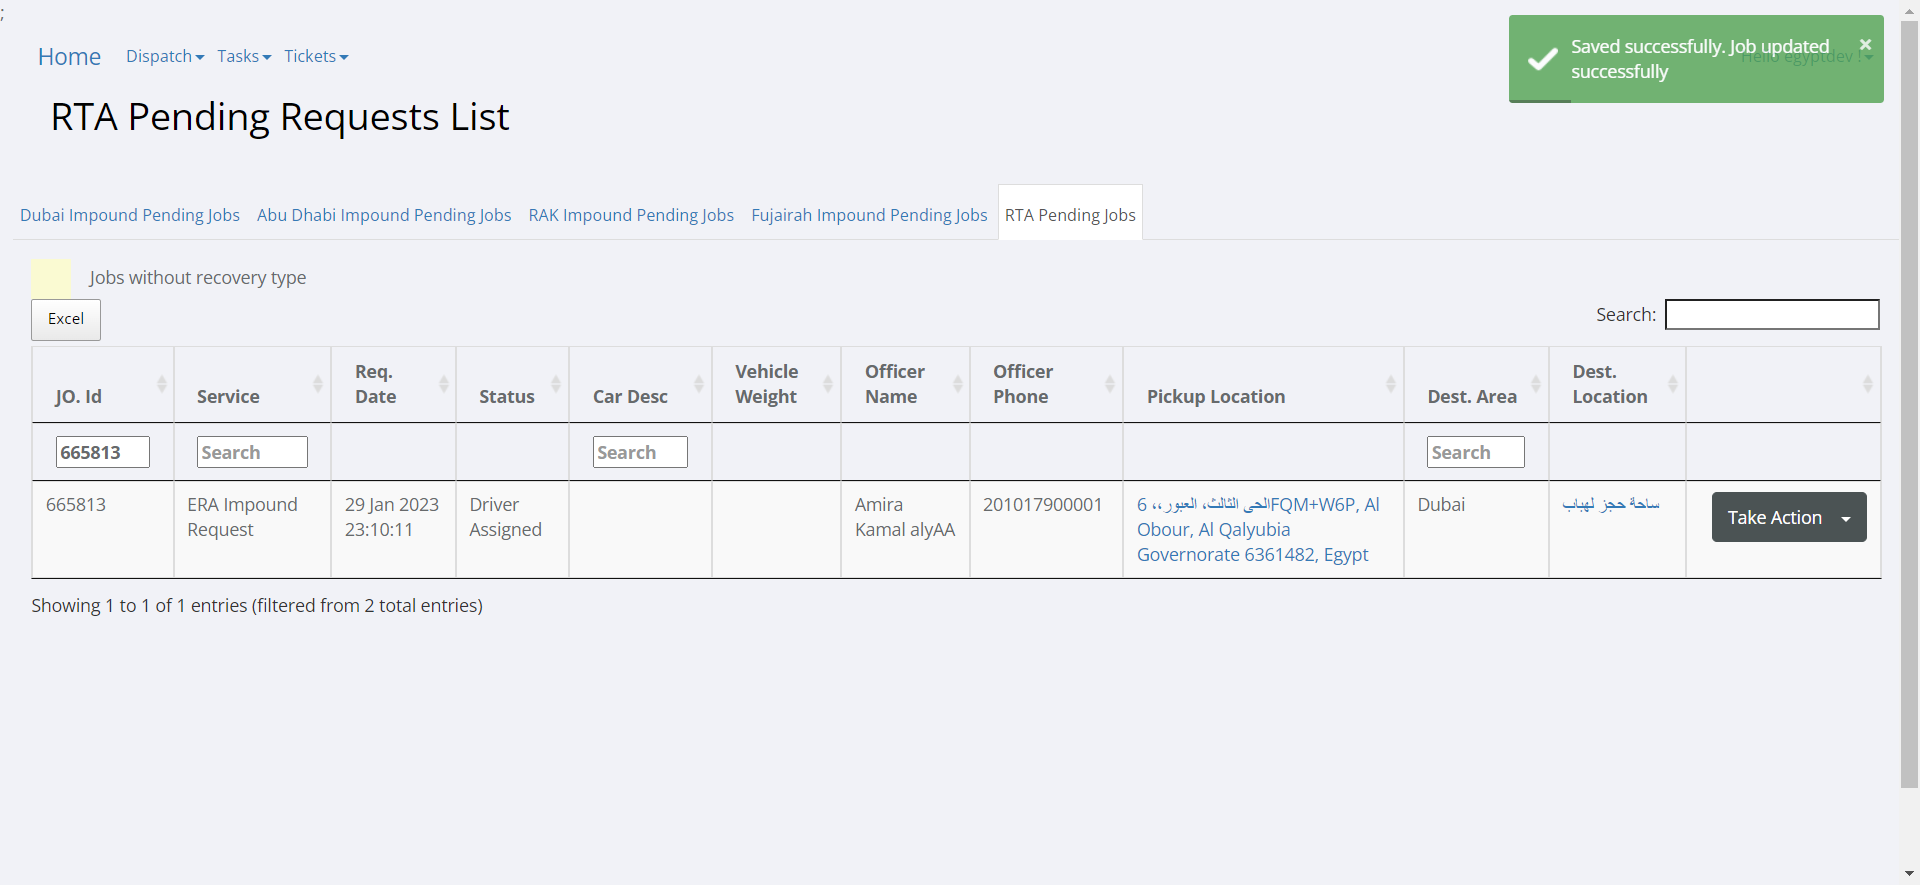 ;
Home Dispatch Tasks Tickets
Saved successfully. Job updated successfully
×
Hello egyptdev !
RTA Pending Requests List
Dubai Impound Pending Jobs Abu Dhabi Impound Pending Jobs RAK Impound Pending Jobs Fujairah Impound Pending Jobs RTA Pending Jobs
Jobs without recovery type
Excel
Search:
JO. Id Service Req. Date Status Car Desc Vehicle Weight Officer Name Officer Phone Pickup Location Dest. Area Dest. Location
665813 Search Search Search
665813
ERA Impound
Request
29 Jan 2023
23:10:11
Driver
Assigned
Amira
Kamal alyAA
201017900001
6 ،،الحى الثالث، العبورFQM+W6P, Al
Obour, Al Qalyubia
Governorate 6361482, Egypt
Dubai
ساحة حجز لهباب
Take Action
Showing 1 to 1 of 1 entries (filtered from 2 total entries)